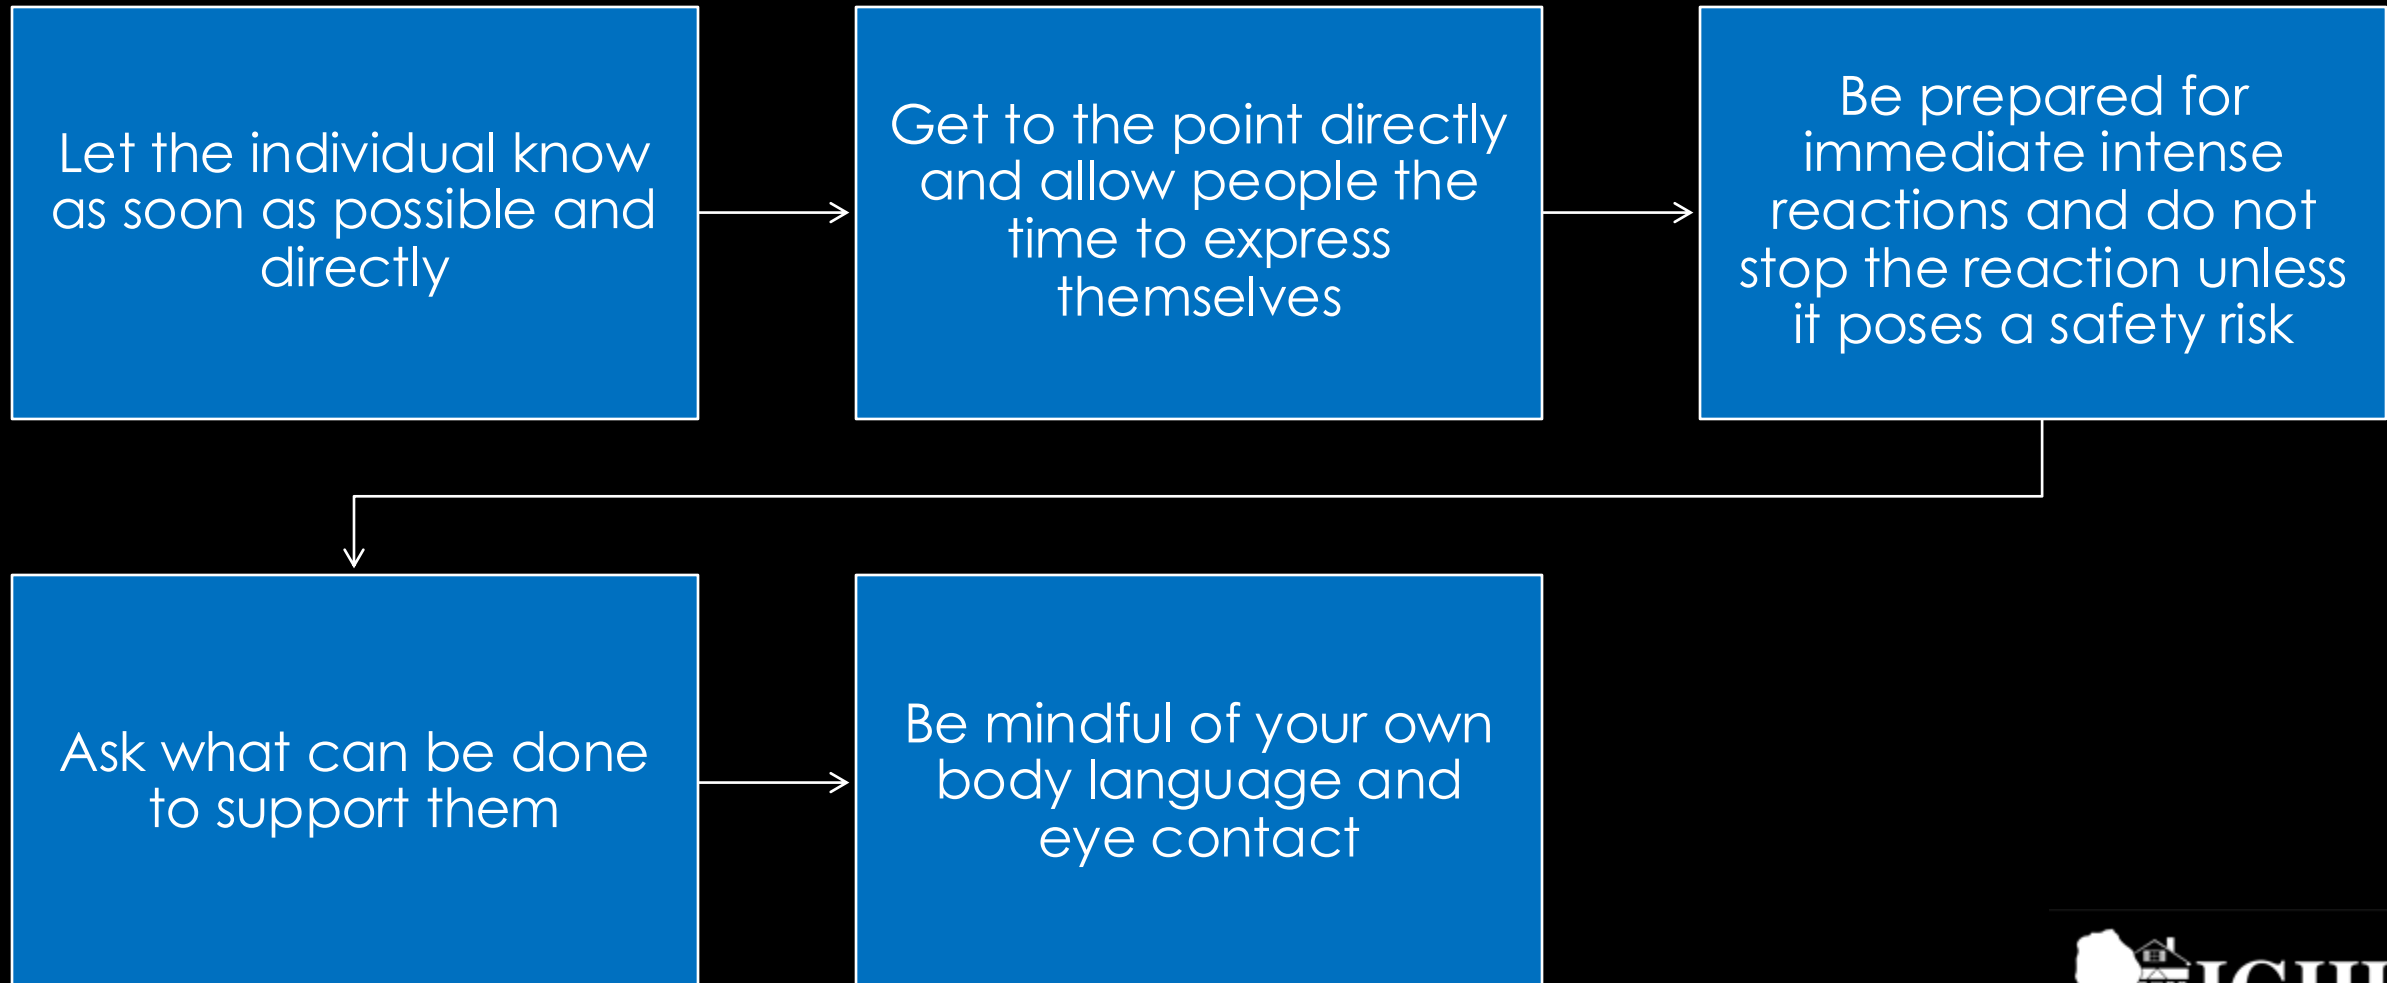 Let the individual know
as soon as possible and
directly
Get to the point directly
and allow people the
time to express
themselves
Be prepared for
immediate intense
reactions and do not
stop the reaction unless
it poses a safety risk
Ask what can be done
to support them
Be mindful of your own
body language and
eye contact